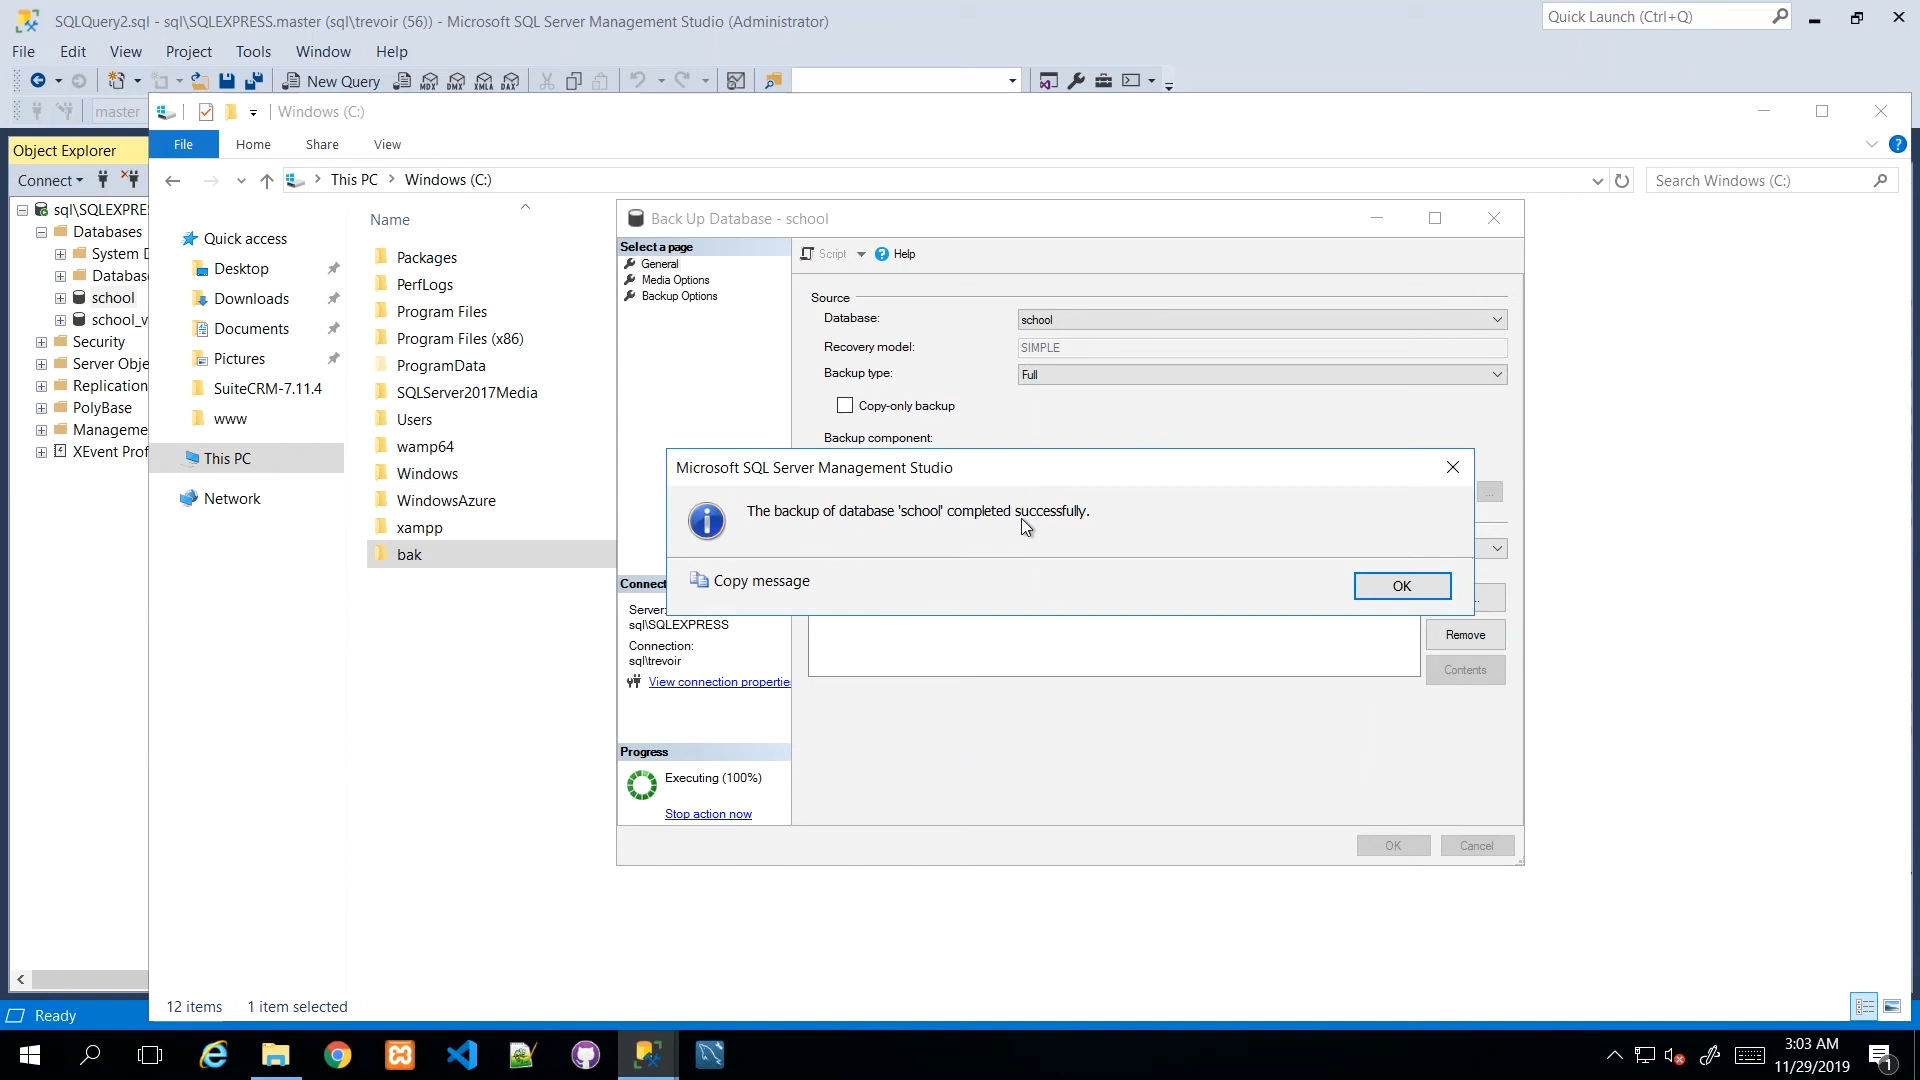 SQLQuery2.sql - sql\SQLEXPRESS.master (sql\trevoir (56)) - Microsoft SQL Server Management Studio (Administrator)
Quick Launch (Ctrl+Q)
File Edit View Project Tools Window Help
New Query
MDX DMX XMLA DAX
master
Windows (C:)
File Home Share View
Object Explorer
Connect
This PC > Windows (C:)
Search Windows (C:)
sql\SQLEXPRE
Databases
System D
Databas
school
school_v
Security
Server Obje
Replication
PolyBase
Manageme
XEvent Prof
Quick access
Desktop
Downloads
Documents
Pictures
SuiteCRM-7.11.4
www
This PC
Network
Name
Packages
PerfLogs
Program Files
Program Files (x86)
ProgramData
SQLServer2017Media
Users
wamp64
Windows
WindowsAzure
xampp
bak
Back Up Database - school
Select a page
General
Media Options
Backup Options
Script Help
Source
Database: school
Recovery model: SIMPLE
Backup type: Full
Copy-only backup
Backup component:
...
Microsoft SQL Server Management Studio
The backup of database 'school' completed successfully.
Copy message
OK
Connect
Server:
sql\SQLEXPRESS
Connection:
sql\trevoir
View connection propertie
Remove
Contents
Progress
Executing (100%)
Stop action now
OK Cancel
12 items 1 item selected
Ready
3:03 AM
11/29/2019
1